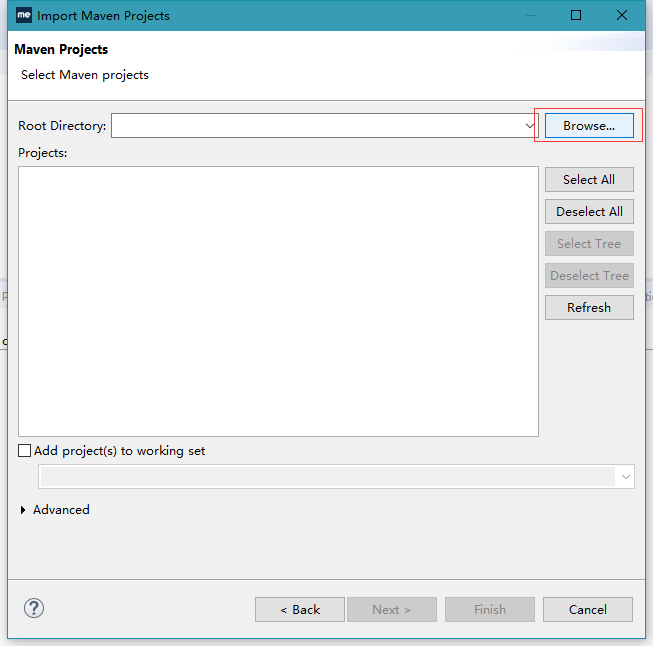 me Import Maven Projects
Maven Projects
Select Maven projects
Root Directory:
Browse...
Projects:
Select All
Deselect All
Select Tree
Deselect Tree
Refresh
Add project(s) to working set
Advanced
?
< Back
Next >
Finish
Cancel